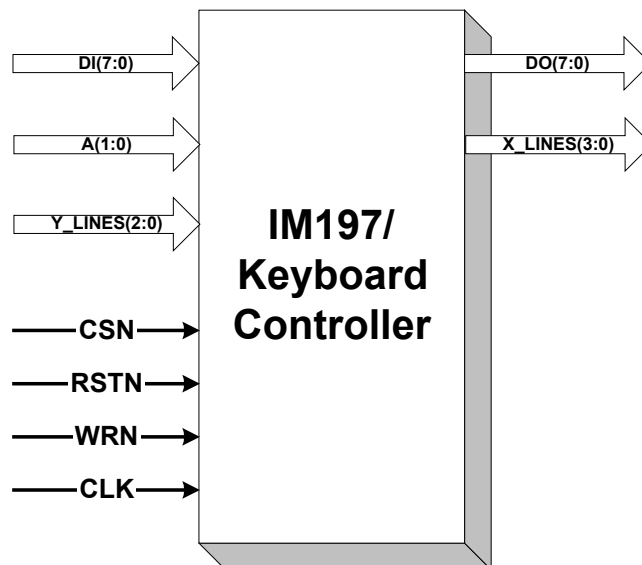 DI(7:0)
DO(7:0)
A(1:0)
X_LINES(3:0)
Y_LINES(2:0)
IM197/
Keyboard
Controller
CSN
RSTN
WRN
CLK